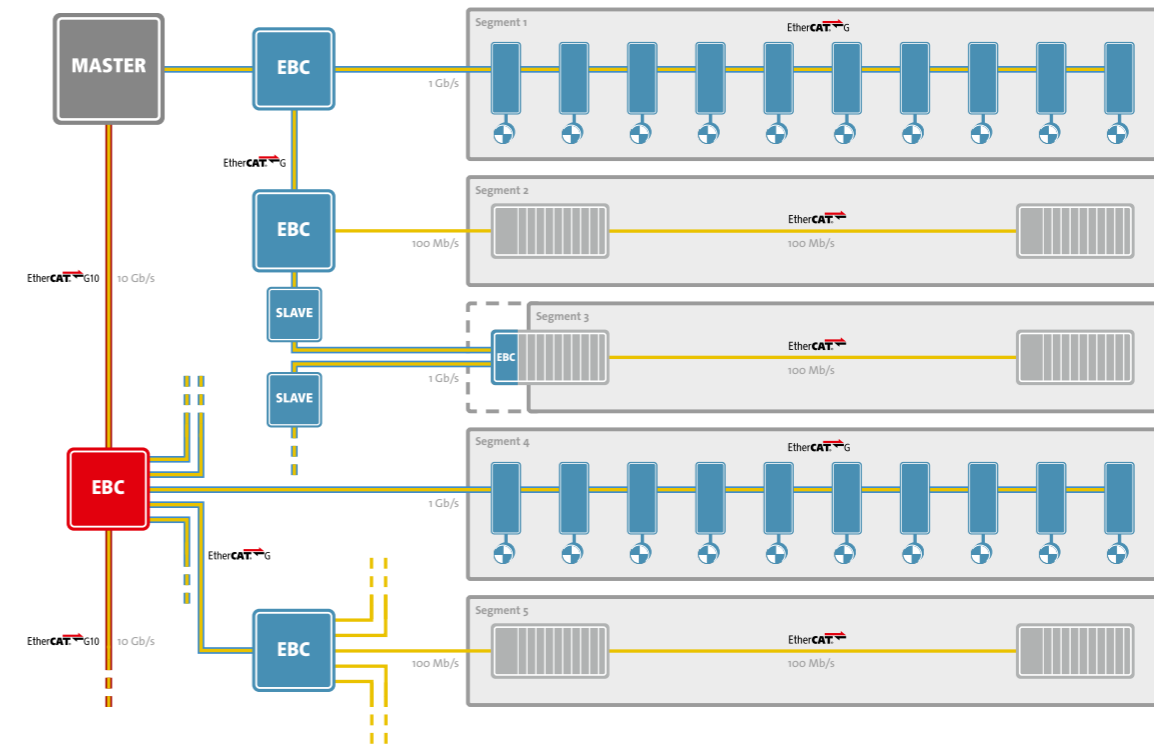 Segment 1
EtherCAT G
MASTER
EBC
1 Gb/s
EtherCAT G
Segment 2
EtherCAT
EBC
100 Mb/s
100 Mb/s
EtherCAT G10 10 Gb/s
SLAVE
Segment 3
EtherCAT
EBC
100 Mb/s
1 Gb/s
SLAVE
Segment 4
EtherCAT G
EBC
1 Gb/s
EtherCAT G
Segment 5
EtherCAT G10 10 Gb/s
EBC
EtherCAT
100 Mb/s
100 Mb/s